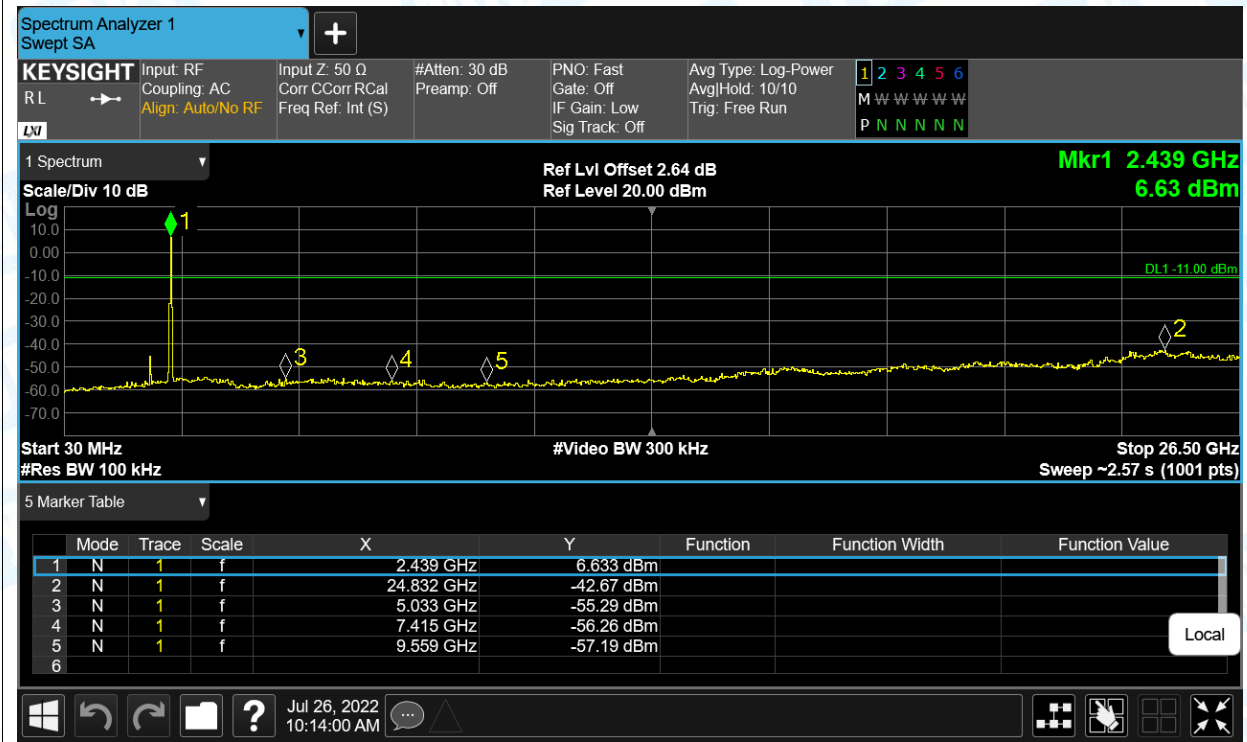 Spectrum Analyzer 1
Swept SA
KEYSIGHT
R L
LXI
Input: RF
Coupling: AC
Align: Auto/No RF
Input Z: 50 Ω
Corr CCorr RCal
Freq Ref: Int (S)
#Atten: 30 dB
Preamp: Off
PNO: Fast
Gate: Off
IF Gain: Low
Sig Track: Off
Avg Type: Log-Power
Avg|Hold: 10/10
Trig: Free Run
1 2 3 4 5 6
M W W W W W
P N N N N N
1 Spectrum
Scale/Div 10 dB
Ref Lvl Offset 2.64 dB
Ref Level 20.00 dBm
Mkr1 2.439 GHz
6.63 dBm
Log
10.0
0.00
-10.0
-20.0
-30.0
-40.0
-50.0
-60.0
-70.0
1
DL1 -11.00 dBm
2
3
4
5
Start 30 MHz
#Video BW 300 kHz
Stop 26.50 GHz
#Res BW 100 kHz
Sweep ~2.57 s (1001 pts)
5 Marker Table
Mode Trace Scale X Y Function Function Width Function Value
1 N 1 f 2.439 GHz 6.633 dBm
2 N 1 f 24.832 GHz -42.67 dBm
3 N 1 f 5.033 GHz -55.29 dBm
4 N 1 f 7.415 GHz -56.26 dBm
5 N 1 f 9.559 GHz -57.19 dBm
6
Local
?
Jul 26, 2022
10:14:00 AM